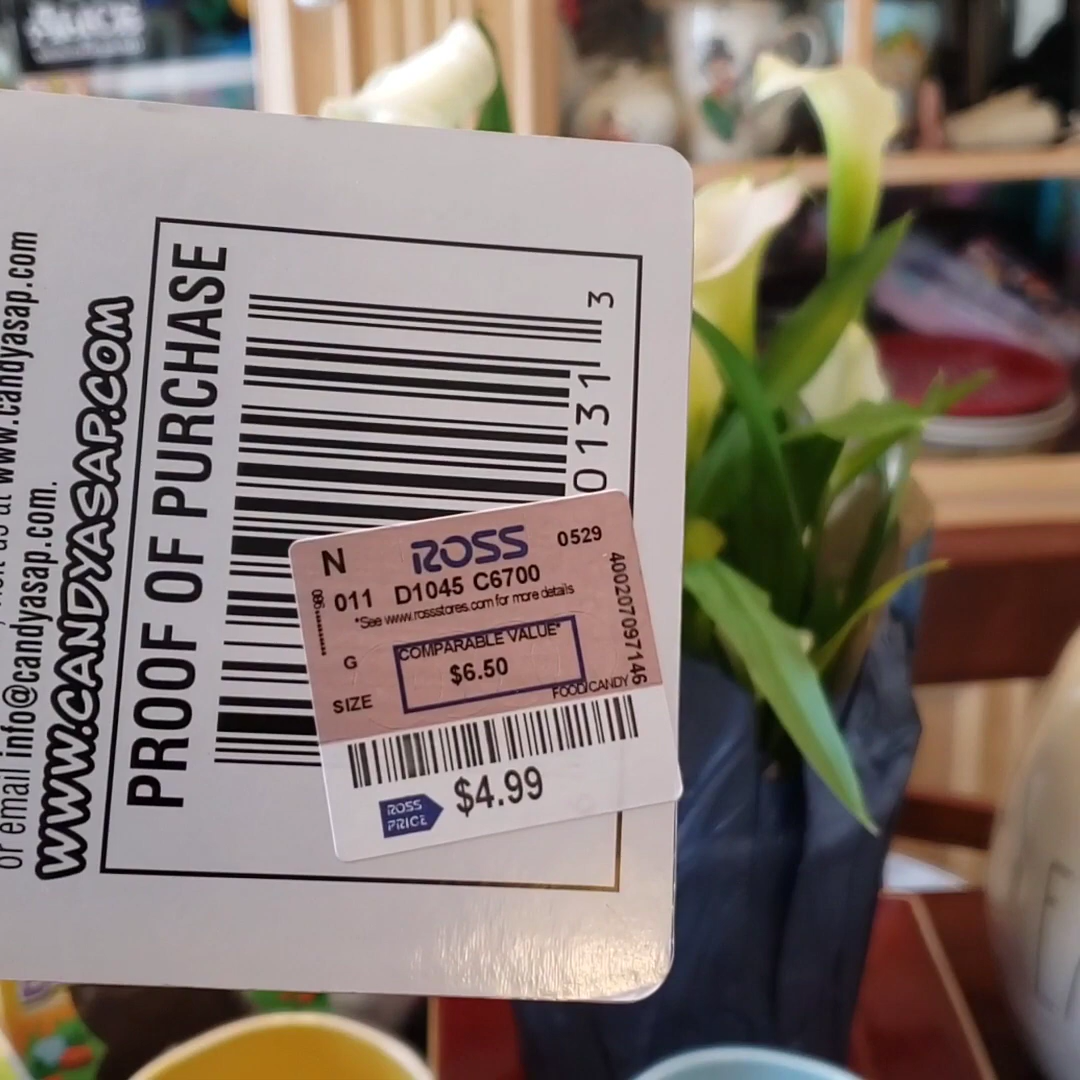 or email info@candyasap.com
at www.candyasap.com.
WWW.CANDYASAP.COM
PROOF OF PURCHASE
0131
3
N ROSS 0529
011 D1045 C6700
*See www.rossstores.com for more details
G COMPARABLE VALUE*
$6.50
SIZE FOOD/CANDY
400207097146
ROSS PRICE $4.99